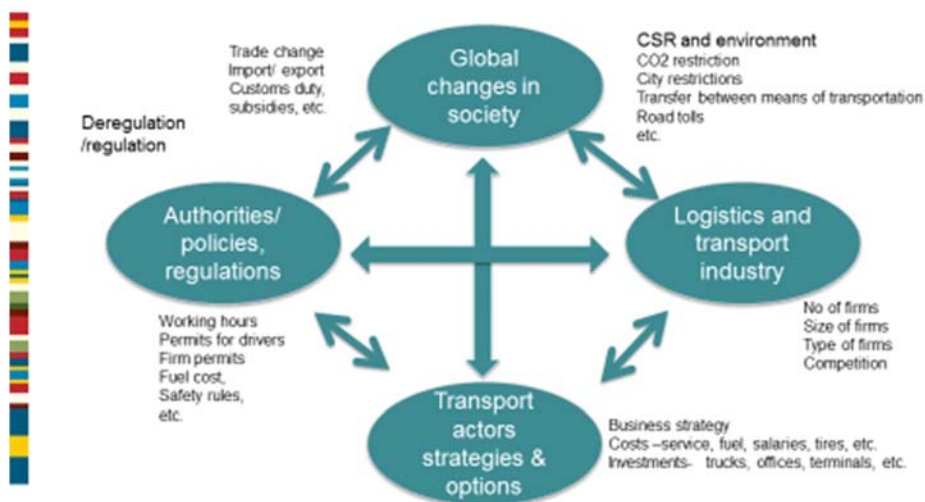 Trade change
Import/ export
Customs duty,
subsidies, etc.
Global
changes in
society
CSR and environment
CO2 restriction
City restrictions
Transfer between means of transportation
Road tolls
etc.
Deregulation
/regulation
Authorities/
policies,
regulations
Logistics and
transport
industry
Working hours
Permits for drivers
Firm permits
Fuel cost,
Safety rules,
etc.
No of firms
Size of firms
Type of firms
Competition
Transport
actors
strategies &
options
Business strategy
Costs –service, fuel, salaries, tires, etc.
Investments- trucks, offices, terminals, etc.